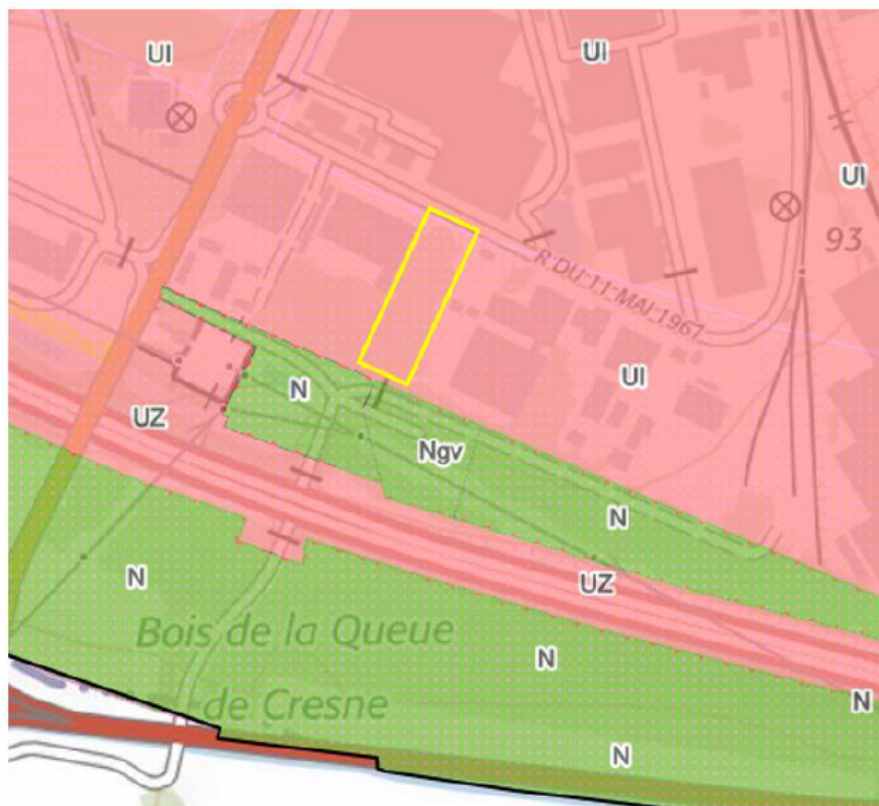 UI
UI
UI
93
R DU 11 MAI 1967
UI
N
UZ
Ngv
N
N
UZ
Bois de la Queue
de Cresne
N
N
N